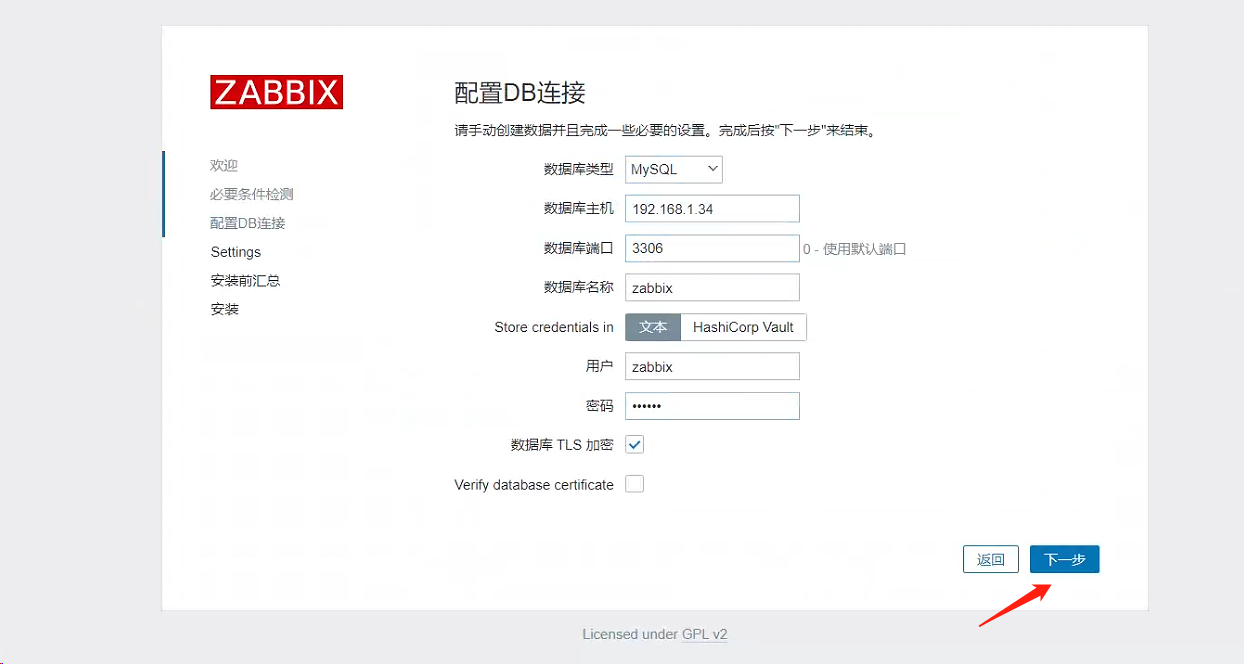 ZABBIX
欢迎
必要条件检测
配置DB连接
Settings
安装前汇总
安装
配置DB连接
请手动创建数据并且完成一些必要的设置。完成后按"下一步"来结束。
数据库类型 MySQL
数据库主机 192.168.1.34
数据库端口 3306 0 - 使用默认端口
数据库名称 zabbix
Store credentials in 文本 HashiCorp Vault
用户 zabbix
密码 ••••••
数据库 TLS 加密
Verify database certificate
返回 下一步
Licensed under GPL v2